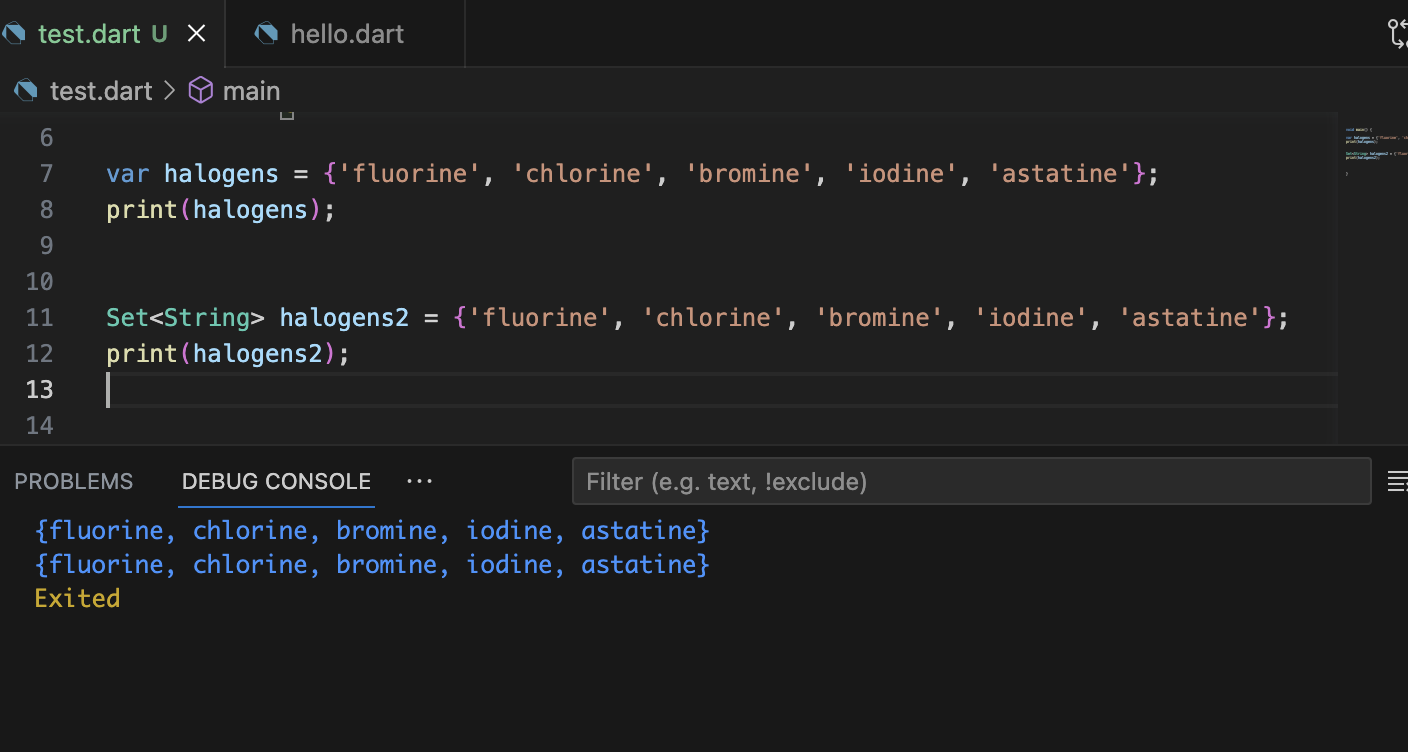 test.dart U hello.dart
test.dart main
6
7 var halogens = {'fluorine', 'chlorine', 'bromine', 'iodine', 'astatine'};
8 print(halogens);
9
10
11 Set<String> halogens2 = {'fluorine', 'chlorine', 'bromine', 'iodine', 'astatine'};
12 print(halogens2);
13
14
PROBLEMS DEBUG CONSOLE ··· Filter (e.g. text, !exclude)
{fluorine, chlorine, bromine, iodine, astatine}
{fluorine, chlorine, bromine, iodine, astatine}
Exited